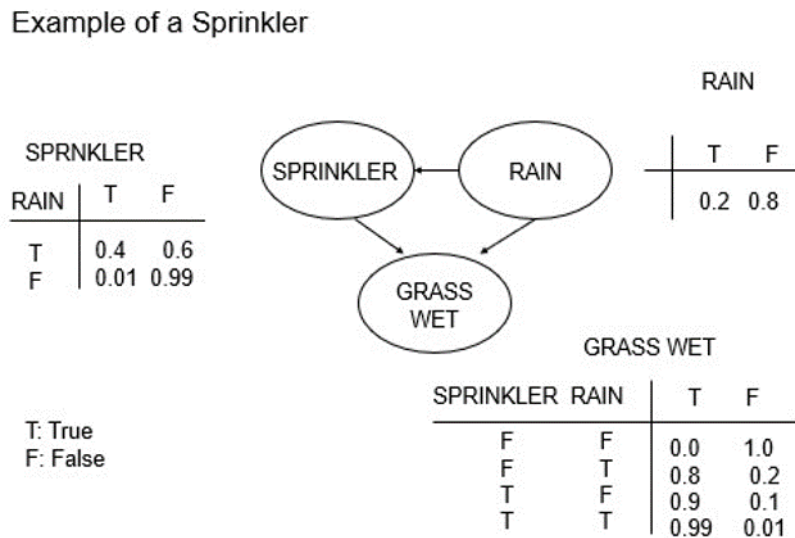 Example of a Sprinkler
RAIN
T F
0.2 0.8
SPRNKLER
RAIN T F
T 0.4 0.6
F 0.01 0.99
SPRINKLER
RAIN
GRASS
WET
GRASS WET
SPRINKLER RAIN T F
F F 0.0 1.0
F T 0.8 0.2
T F 0.9 0.1
T T 0.99 0.01
T: True
F: False